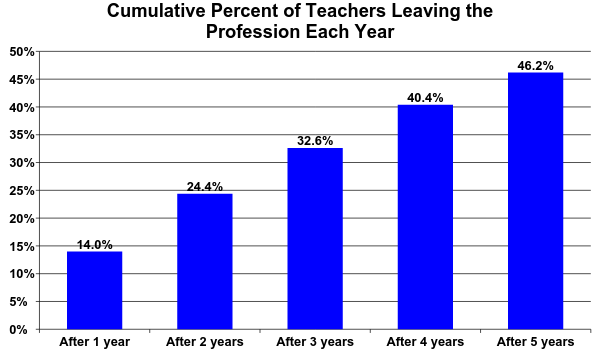 Cumulative Percent of Teachers Leaving the
Profession Each Year
50%
45%
40%
35%
30%
25%
20%
15%
10%
5%
0%
14.0%
24.4%
32.6%
40.4%
46.2%
After 1 year
After 2 years
After 3 years
After 4 years
After 5 years